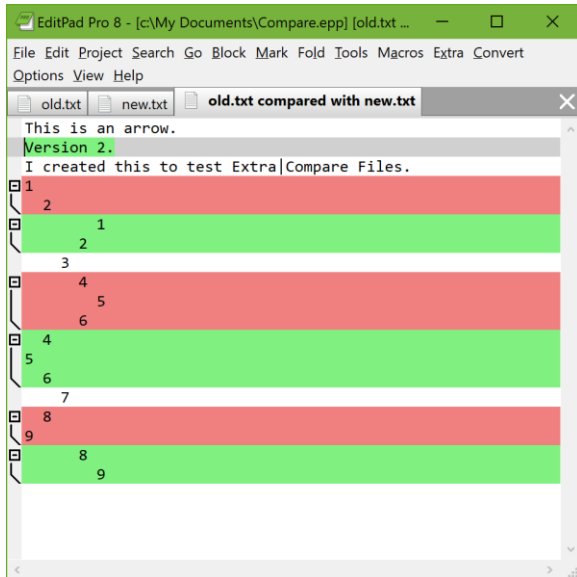 EditPad Pro 8 - [c:\My Documents\Compare.epp] [old.txt ...
File Edit Project Search Go Block Mark Fold Tools Macros Extra Convert
Options View Help
old.txt new.txt old.txt compared with new.txt
This is an arrow.
Version 2.
I created this to test Extra|Compare Files.
1
2
1
2
3
4
5
6
4
5
6
7
8
9
8
9